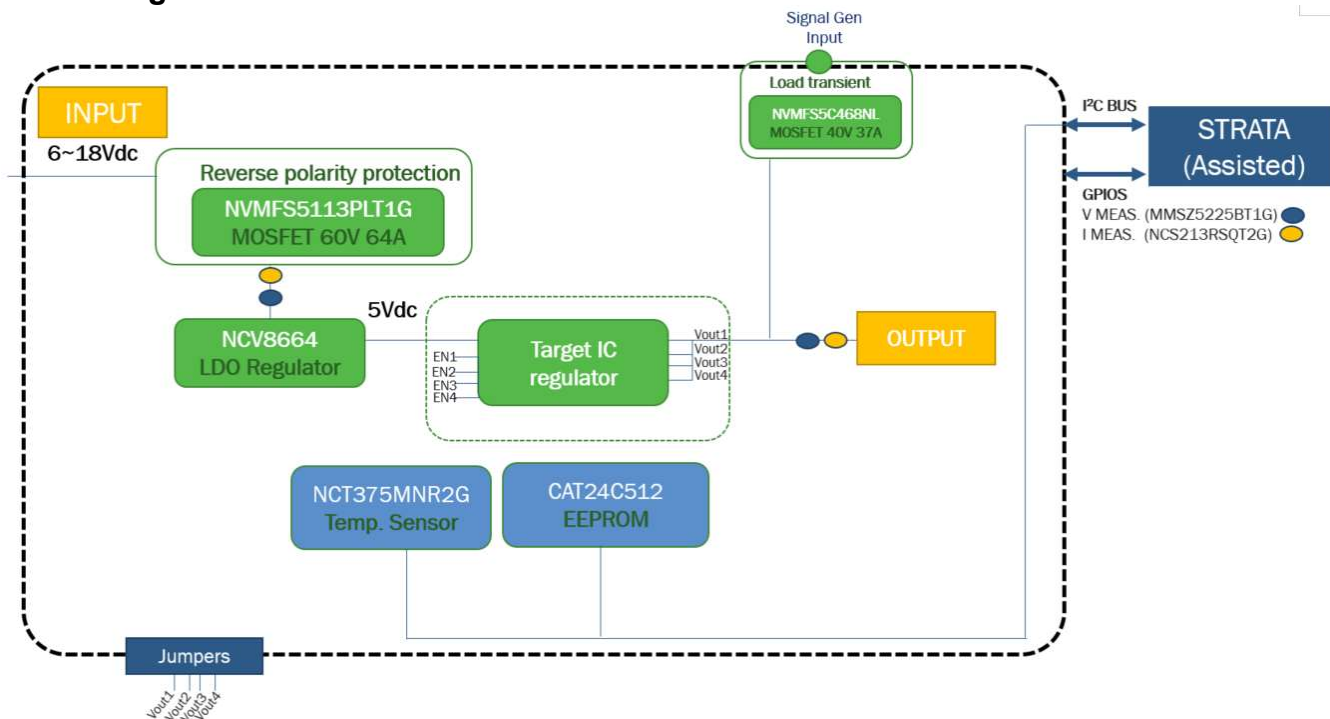 Signal Gen
Input
INPUT
6~18Vdc
Reverse polarity protection
NVMFS5113PLT1G
MOSFET 60V 64A
Load transient
NVMFS5C468NL
MOSFET 40V 37A
I²C BUS
STRATA
(Assisted)
GPIOS
V MEAS. (MMSZ5225BT1G)
I MEAS. (NCS213RSQT2G)
NCV8664
LDO Regulator
5Vdc
EN1
EN2
EN3
EN4
Target IC
regulator
Vout1
Vout2
Vout3
Vout4
OUTPUT
NCT375MNR2G
Temp. Sensor
CAT24C512
EEPROM
Jumpers
Vout1
Vout2
Vout3
Vout4